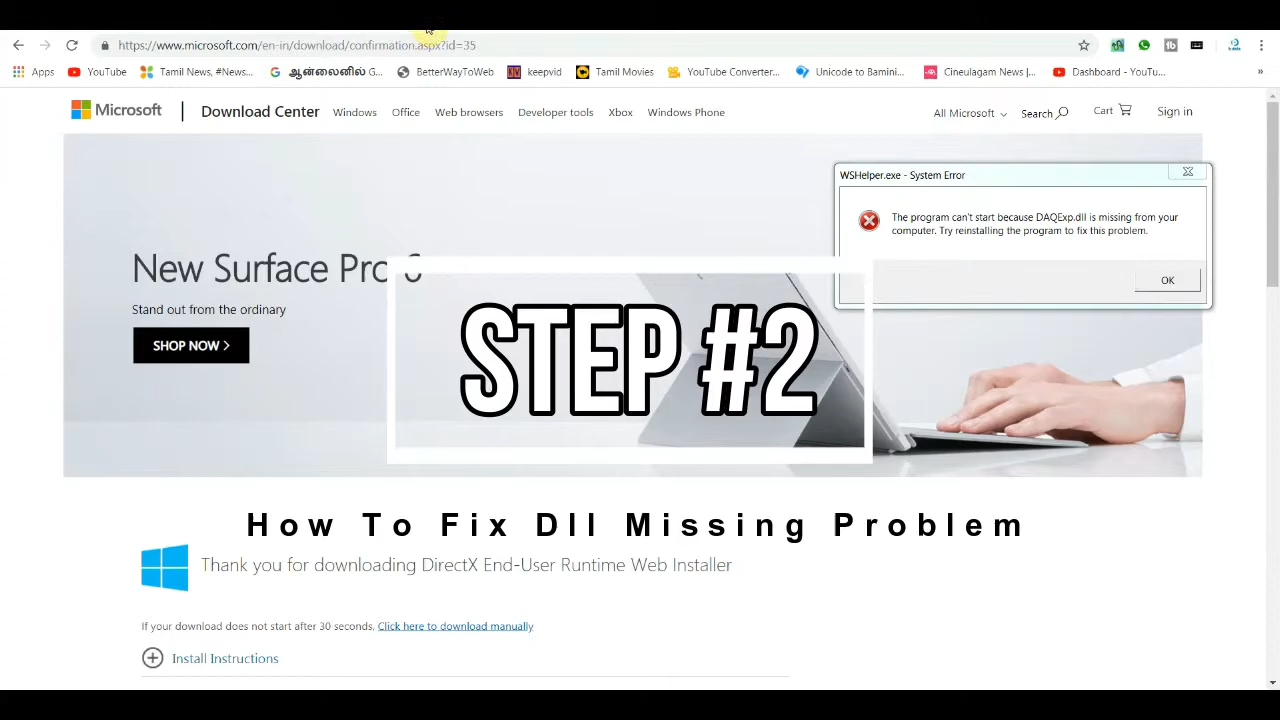 https://www.microsoft.com/en-in/download/confirmation.aspx?id=35
Apps YouTube Tamil News, #News... ஆன்லைனில் G... BetterWayToWeb keepvid Tamil Movies YouTube Converter... Unicode to Bamini... Cineulagam News |... Dashboard - YouTu... »
Microsoft Download Center Windows Office Web browsers Developer tools Xbox Windows Phone All Microsoft Search Cart Sign in
WSHelper.exe - System Error
The program can't start because DAQExp.dll is missing from your
computer. Try reinstalling the program to fix this problem.
OK
New Surface Pro 6
Stand out from the ordinary
SHOP NOW >
STEP #2
How To Fix Dll Missing Problem
Thank you for downloading DirectX End-User Runtime Web Installer
If your download does not start after 30 seconds, Click here to download manually
Install Instructions